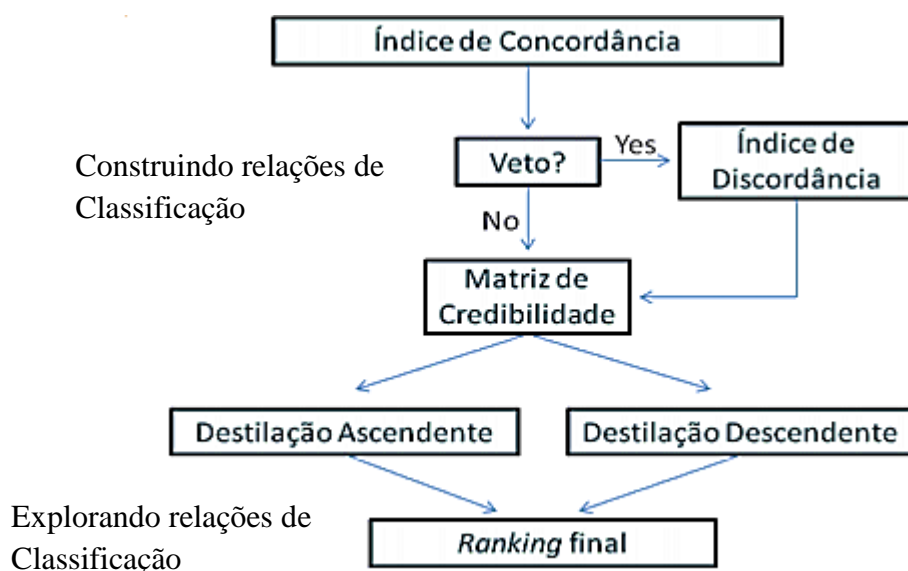 Índice de Concordância
Construindo relações de
Classificação
Veto?
Yes
Índice de
Discordância
No
Matriz de
Credibilidade
Destilação Ascendente
Destilação Descendente
Explorando relações de
Classificação
Ranking final